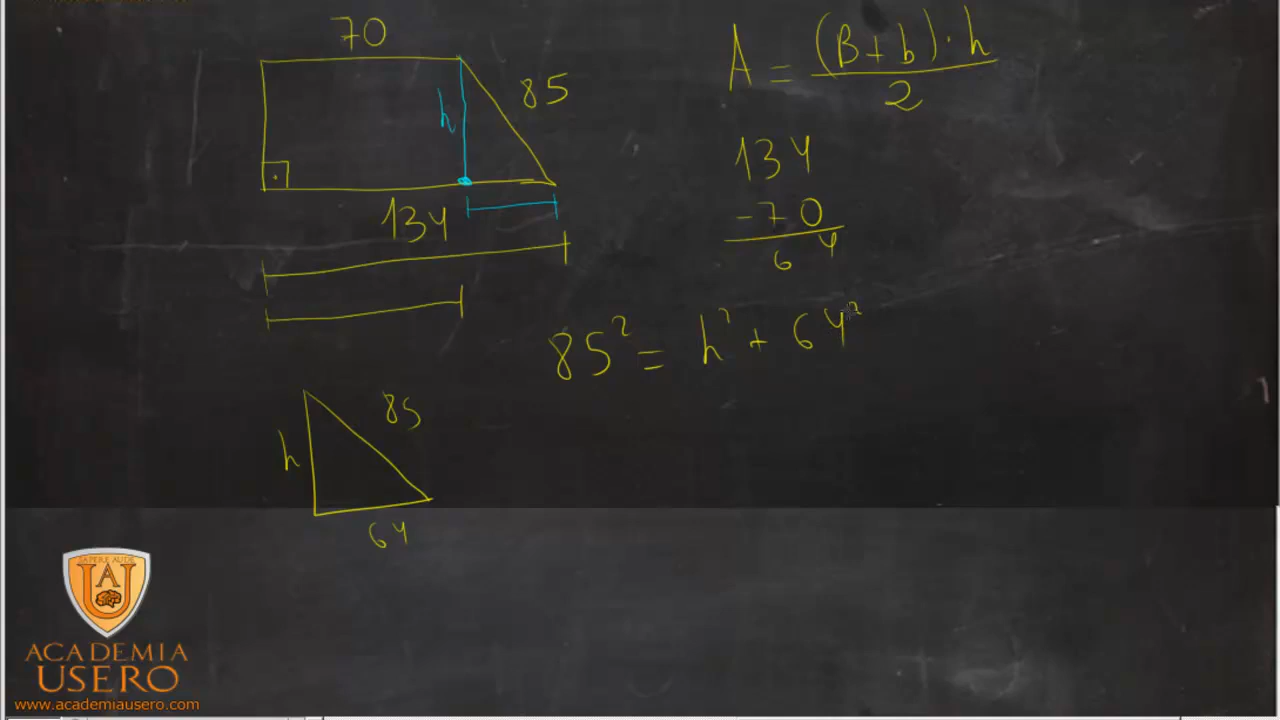 70
A = (B + b) · h
2
h
85
134
- 70
64
134
85² = h² + 64²
85
h
64
SAPERE AUDE
UA
ACADEMIA
USERO
www.academiausero.com